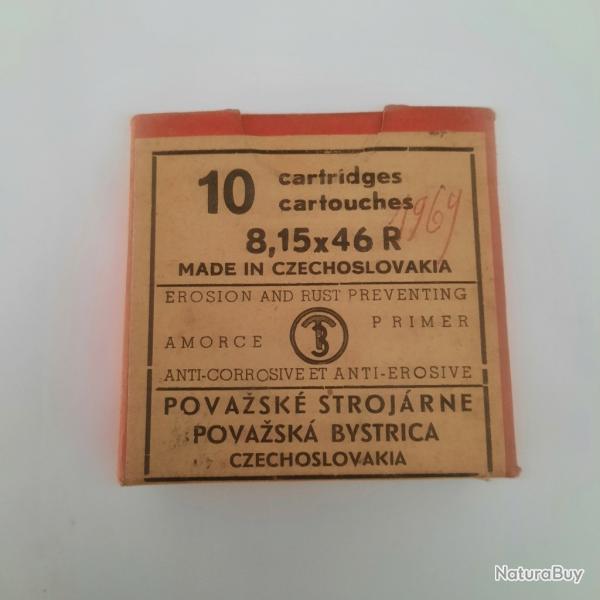 10 cartridges
cartouches
1969
8,15x46 R
MADE IN CZECHOSLOVAKIA
EROSION AND RUST PREVENTING
AMORCE PRIMER
ANTI-CORROSIVE ET ANTI-EROSIVE
POVAŽSKÉ STROJÁRNE
POVAŽSKÁ BYSTRICA
CZECHOSLOVAKIA
NaturaBuy